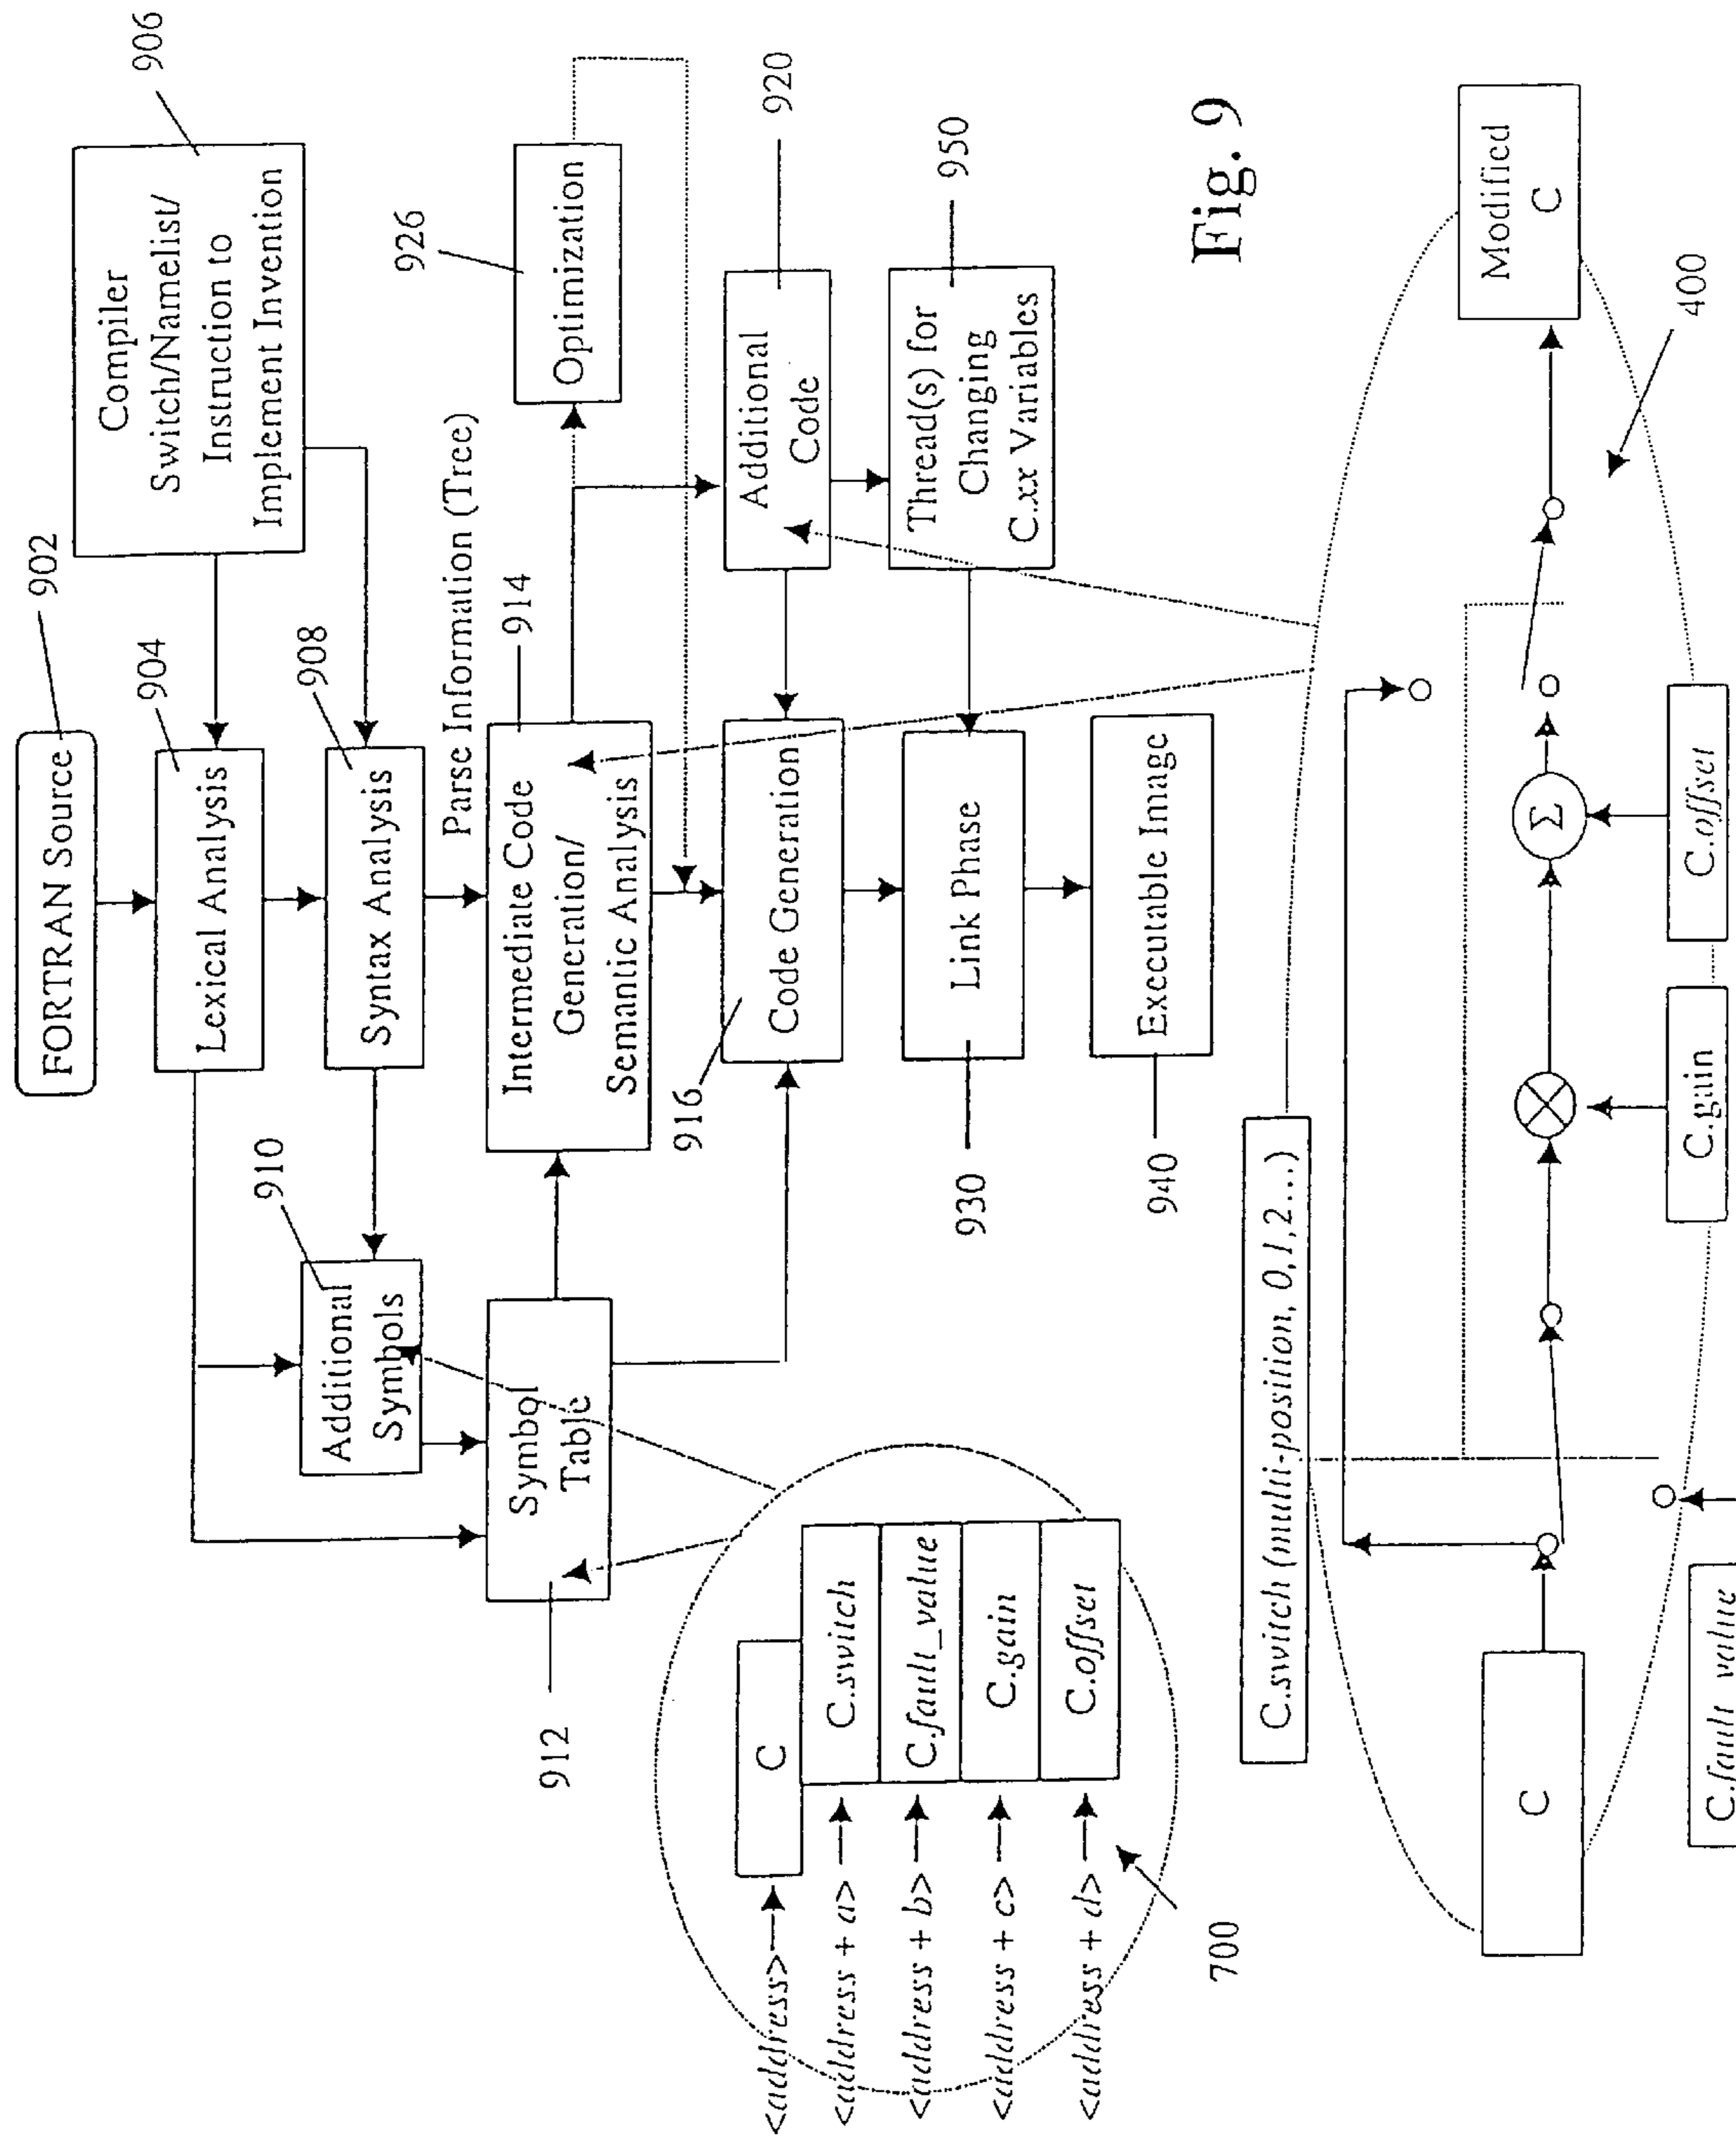 FORTRAN Source
902
906
Compiler
Switch/Namelist/
Instruction to
Implement Invention
904
Lexical Analysis
908
Syntax Analysis
910
Additional
Symbols
Parse Information (Tree)
926
Optimization
912
Symbol
Table
914
Intermediate Code
Generation/
Semantic Analysis
920
Additional
Code
916
Code Generation
950
Thread(s) for
Changing
C.xx Variables
930
Link Phase
940
Executable Image
<address>
C
<address + a>
C.switch
<address + b>
C.fault_value
<address + c>
C.gain
<address + d>
C.offset
700
Fig. 9
C.switch (multi-position, 0,1,2...)
C
Σ
Modified
C
400
C.fault value
C.gain
C.offset